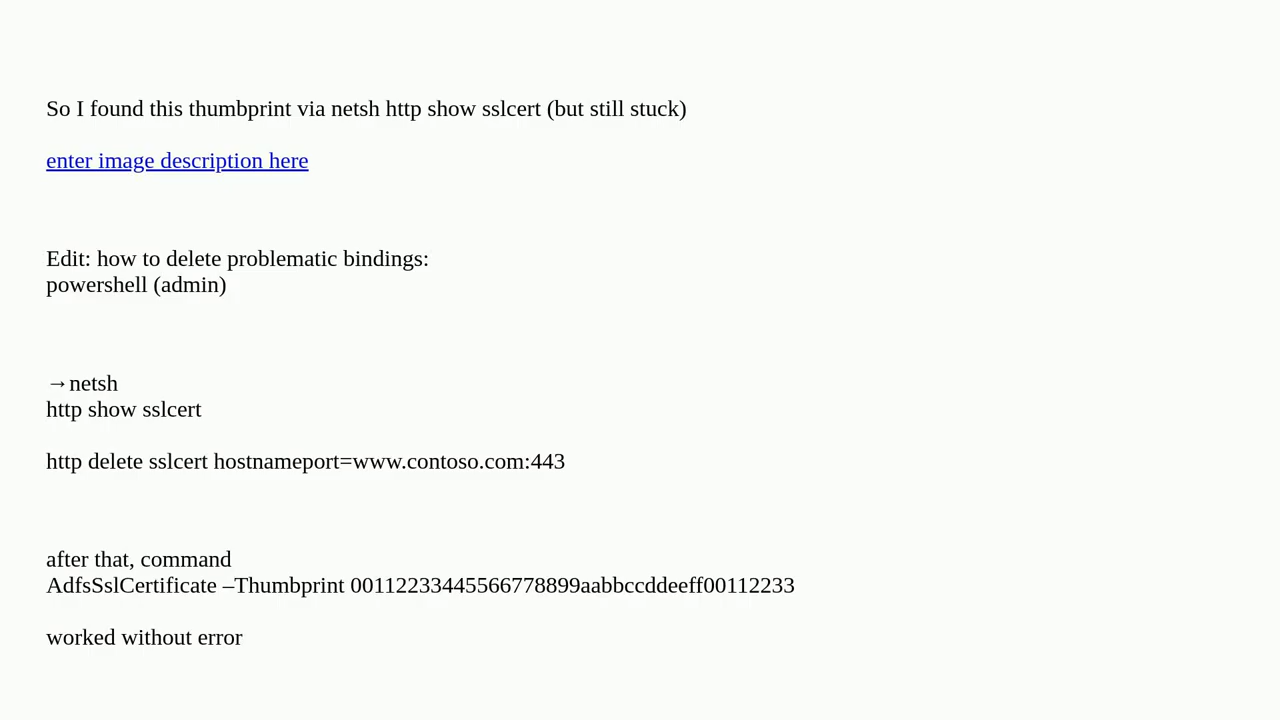 So I found this thumbprint via netsh http show sslcert (but still stuck)
enter image description here
Edit: how to delete problematic bindings:
powershell (admin)
→netsh
http show sslcert
http delete sslcert hostnameport=www.contoso.com:443
after that, command
AdfsSslCertificate –Thumbprint 00112233445566778899aabbccddeeff00112233
worked without error